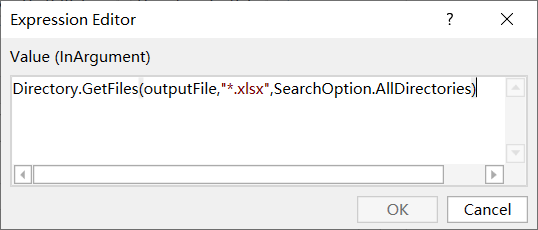 Expression Editor
?
Value (InArgument)
Directory.GetFiles(outputFile,"*.xlsx",SearchOption.AllDirectories)
OK
Cancel